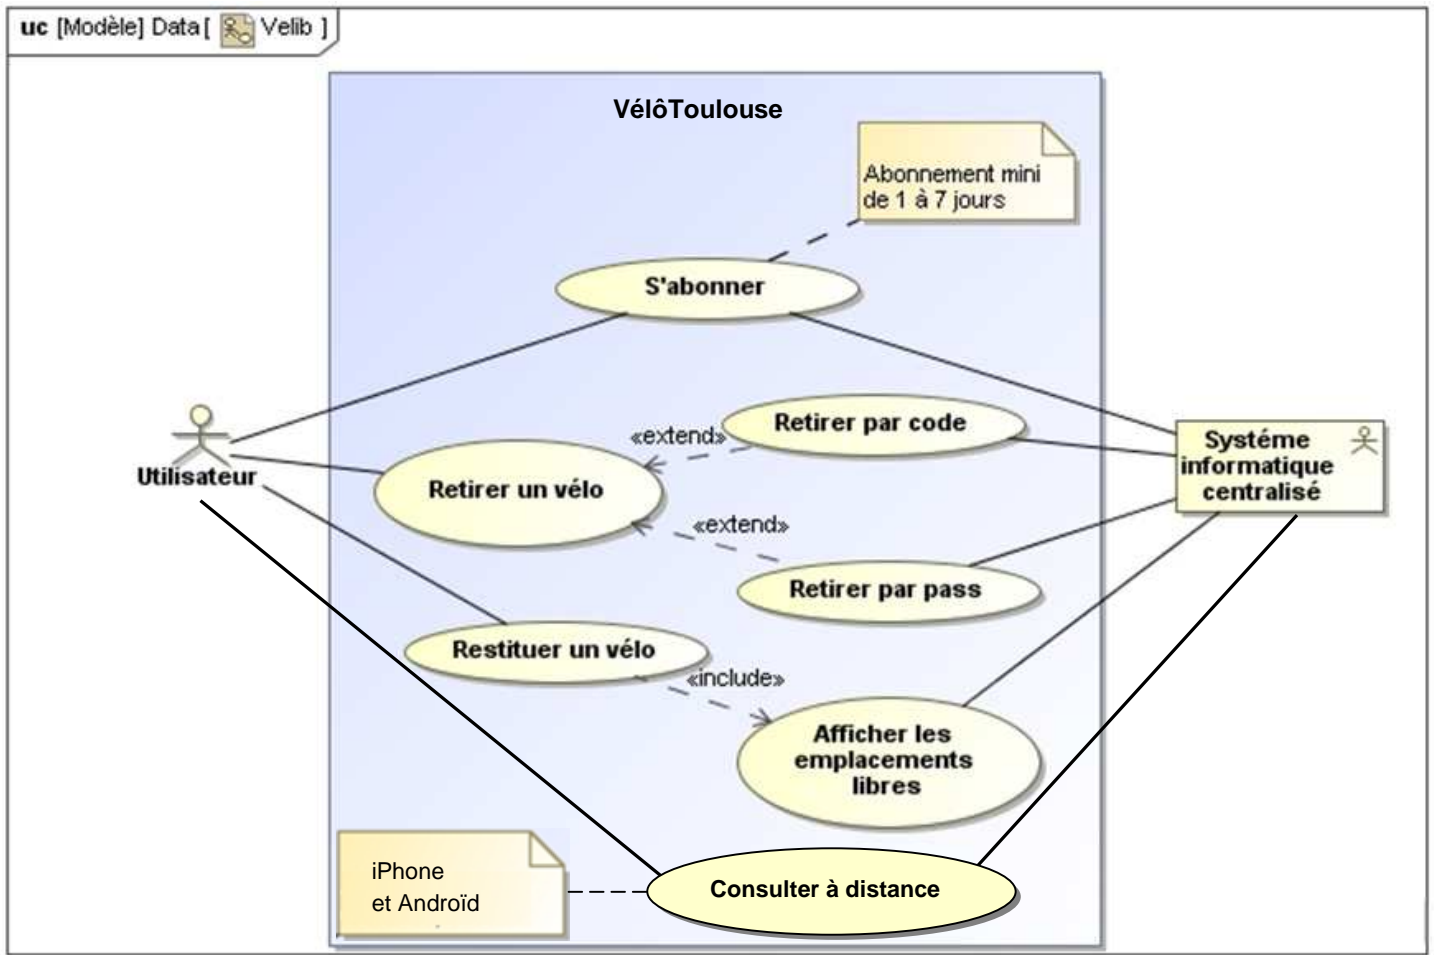 uc [Modèle] Data [ Velib ]
VélôToulouse
Abonnement mini
de 1 à 7 jours
S'abonner
Retirer par code
«extend»
Systéme
informatique
centralisé
Utilisateur
Retirer un vélo
«extend»
Retirer par pass
Restituer un vélo
«include»
Afficher les
emplacements
libres
iPhone
et Androïd
Consulter à distance